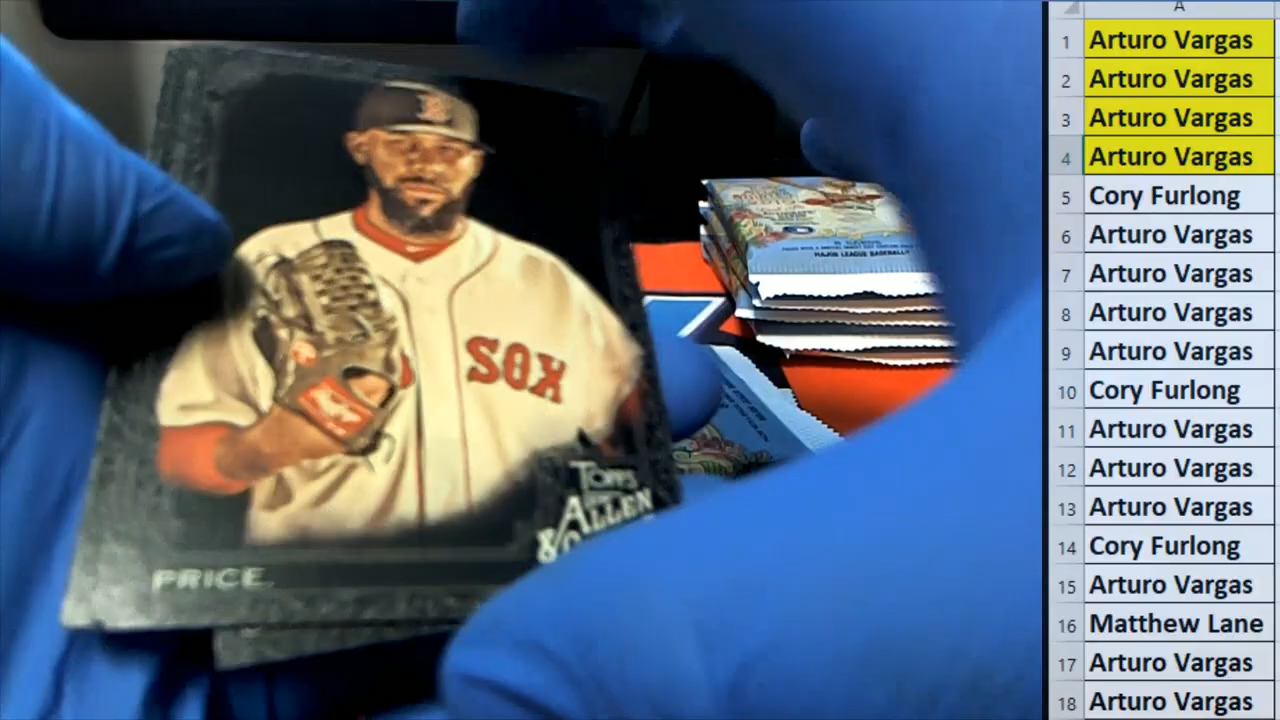 SOX
TOPPS
ALLEN
&
PRICE
MAJOR LEAGUE BASEBALL
A
1 Arturo Vargas
2 Arturo Vargas
3 Arturo Vargas
4 Arturo Vargas
5 Cory Furlong
6 Arturo Vargas
7 Arturo Vargas
8 Arturo Vargas
9 Arturo Vargas
10 Cory Furlong
11 Arturo Vargas
12 Arturo Vargas
13 Arturo Vargas
14 Cory Furlong
15 Arturo Vargas
16 Matthew Lane
17 Arturo Vargas
18 Arturo Vargas